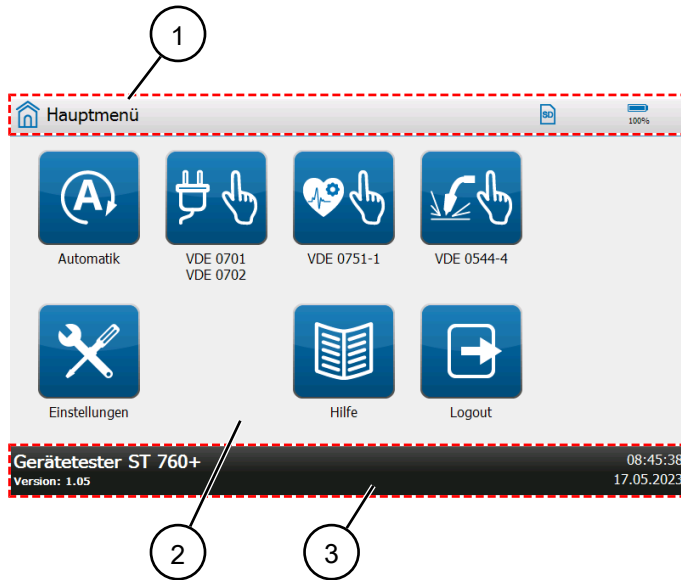 1
Hauptmenü
SD
100%
A
Automatik
VDE 0701
VDE 0702
VDE 0751-1
VDE 0544-4
Einstellungen
Hilfe
Logout
Gerätetester ST 760+
Version: 1.05
08:45:38
17.05.2023
2
3